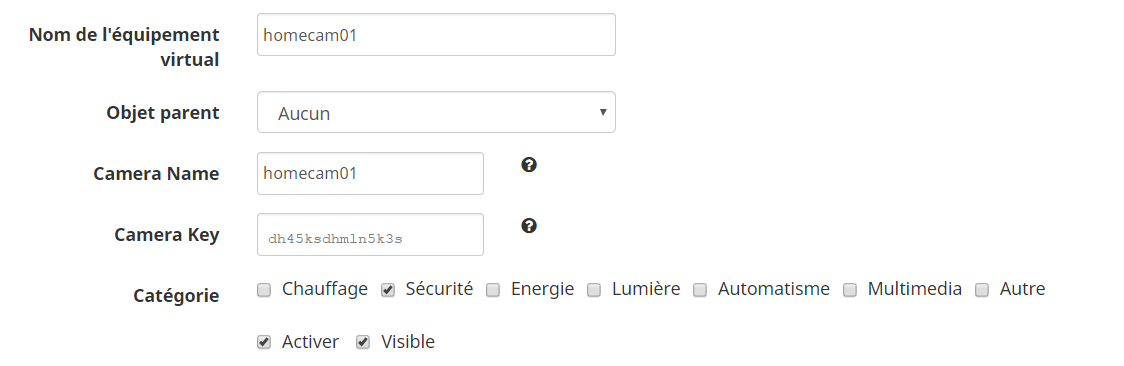 Nom de l'équipement
virtual
homecam01
Objet parent
Aucun
Camera Name
homecam01
Camera Key
dh45ksdhmln5k3s
Catégorie
Chauffage Sécurité Energie Lumière Automatisme Multimedia Autre
Activer Visible